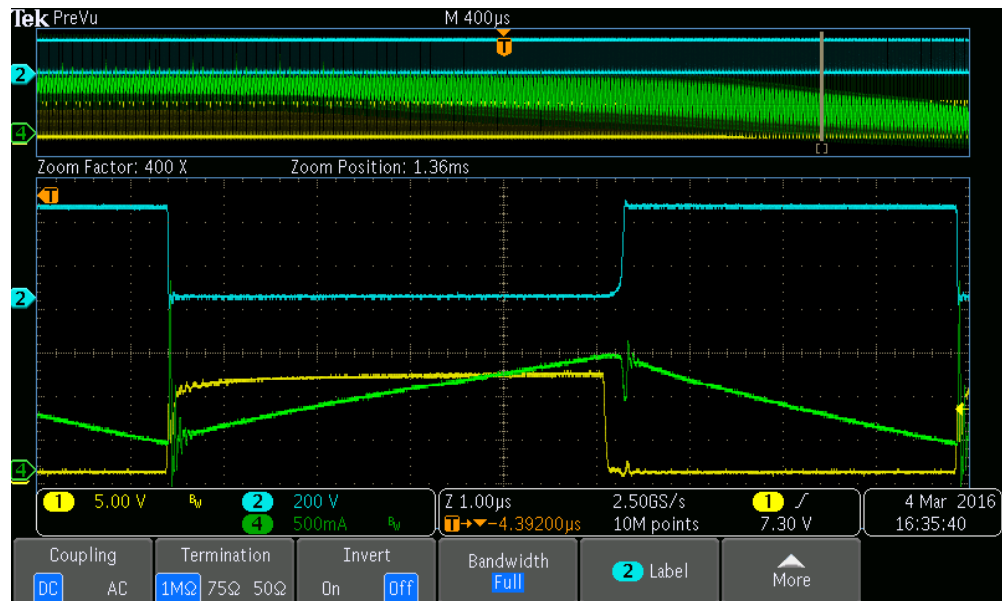 Tek PreVu M 400µs
T
2
4
Zoom Factor: 400 X Zoom Position: 1.36ms
T
2
4
1 5.00 V BW 2 200 V Z 1.00µs 2.50GS/s 1 4 Mar 2016
4 500mA BW T→▼−4.39200µs 10M points 7.30 V 16:35:40
Coupling Termination Invert Bandwidth 2 Label More
DC AC 1MΩ 75Ω 50Ω On Off Full